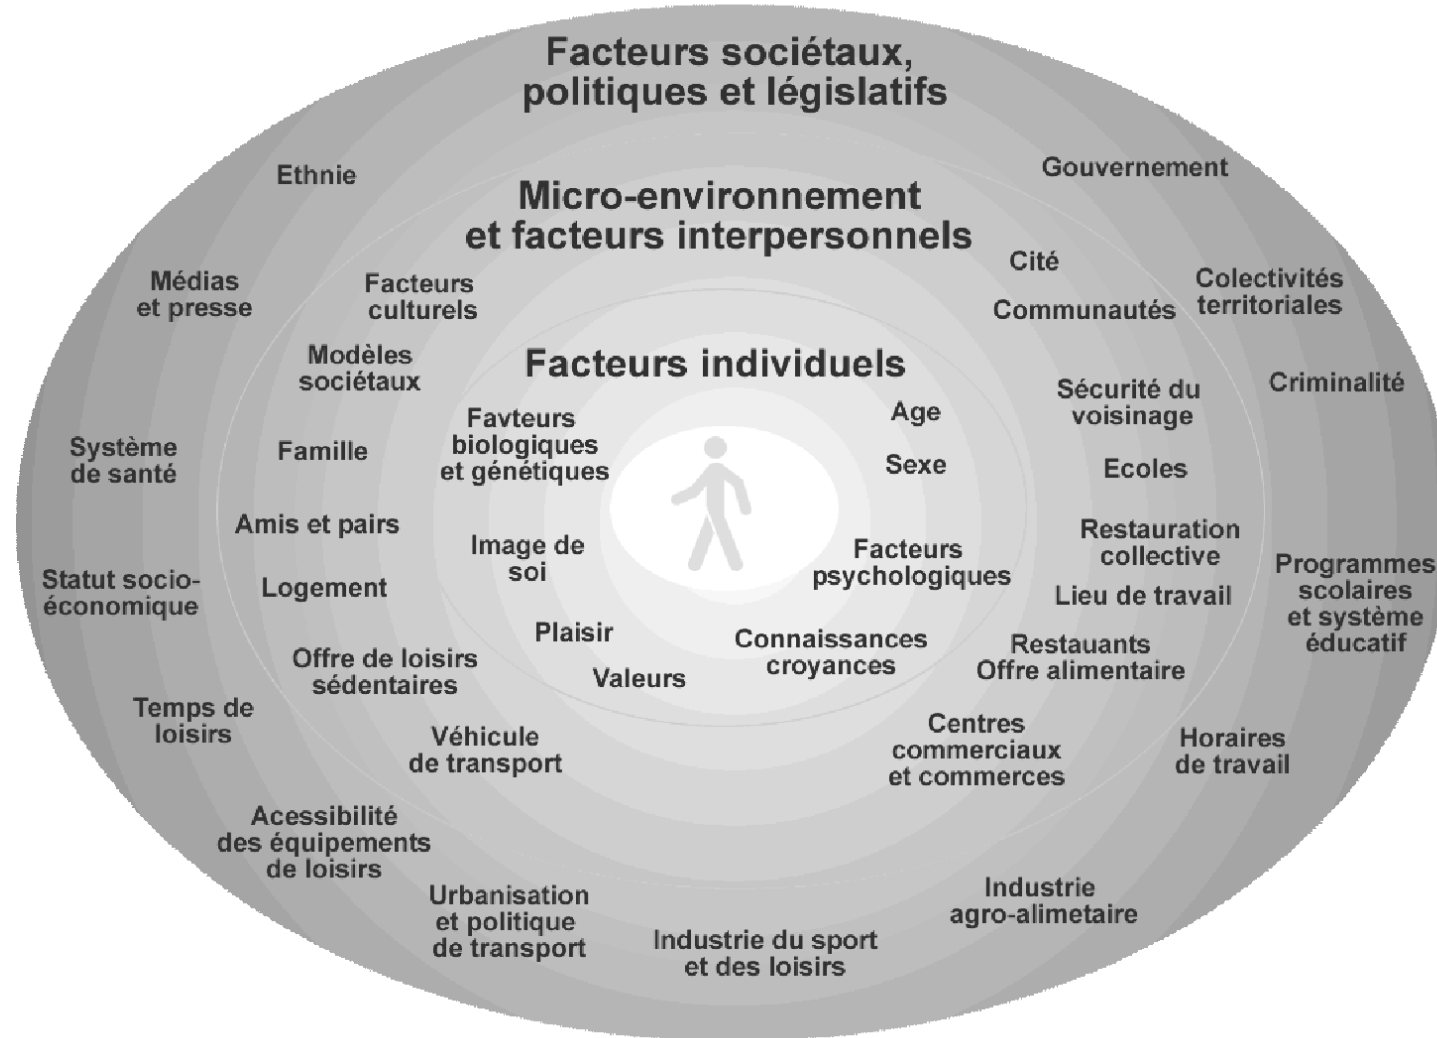 Facteurs sociétaux,
politiques et législatifs
Ethnie
Gouvernement
Micro-environnement
et facteurs interpersonnels
Cité
Médias
et presse
Facteurs
culturels
Communautés
Colectivités
territoriales
Modèles
sociétaux
Facteurs individuels
Sécurité du
voisinage
Criminalité
Favteurs
biologiques
et génétiques
Age
Système
de santé
Famille
Sexe
Ecoles
Amis et pairs
Image de
soi
Facteurs
psychologiques
Restauration
collective
Statut socio-
économique
Logement
Lieu de travail
Programmes
scolaires
et système
éducatif
Plaisir
Connaissances
croyances
Restauants
Offre alimentaire
Offre de loisirs
sédentaires
Valeurs
Temps de
loisirs
Véhicule
de transport
Centres
commerciaux
et commerces
Horaires
de travail
Acessibilité
des équipements
de loisirs
Urbanisation
et politique
de transport
Industrie du sport
et des loisirs
Industrie
agro-alimetaire